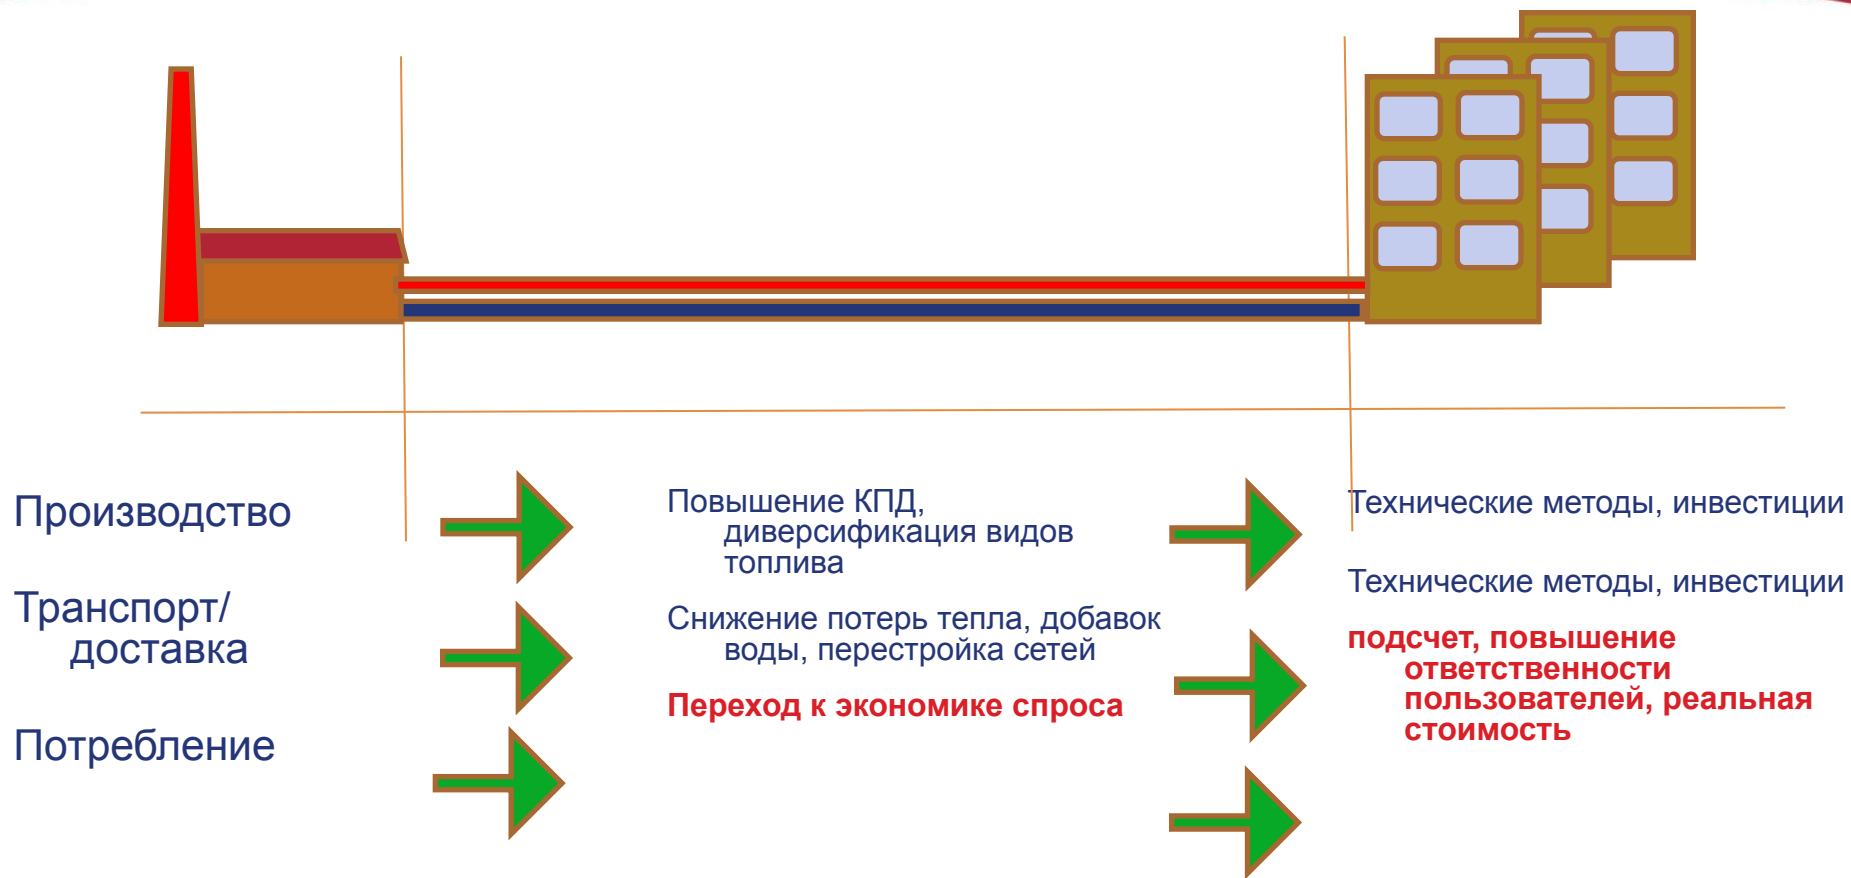 Производство
Транспорт/
доставка
Потребление
Повышение КПД,
диверсификация видов
топлива
Снижение потерь тепла, добавок
воды, перестройка сетей
Переход к экономике спроса
Технические методы, инвестиции
Технические методы, инвестиции
подсчет, повышение
ответственности
пользователей, реальная
стоимость